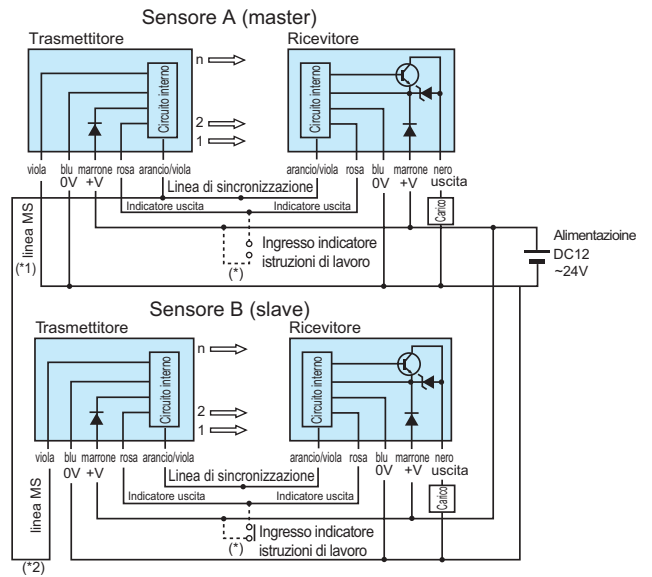 Sensore A (master)
Trasmettitore
Ricevitore
n
2
1
Circuito interno
Circuito interno
viola blu marrone rosa arancio/viola
0V +V
arancio/viola rosa blu marrone nero
0V +V uscita
Linea di sincronizzazione
Indicatore uscita
Indicatore uscita
Carico
linea MS
(*1)
(*)
Ingresso indicatore
istruzioni di lavoro
Alimentazioine
DC12
~24V
Sensore B (slave)
Trasmettitore
Ricevitore
n
2
1
Circuito interno
Circuito interno
viola blu marrone rosa arancio/viola
0V +V
arancio/viola rosa blu marrone nero
0V +V uscita
Linea di sincronizzazione
Indicatore uscita
Indicatore uscita
Carico
linea MS
(*)
Ingresso indicatore
istruzioni di lavoro
(*2)